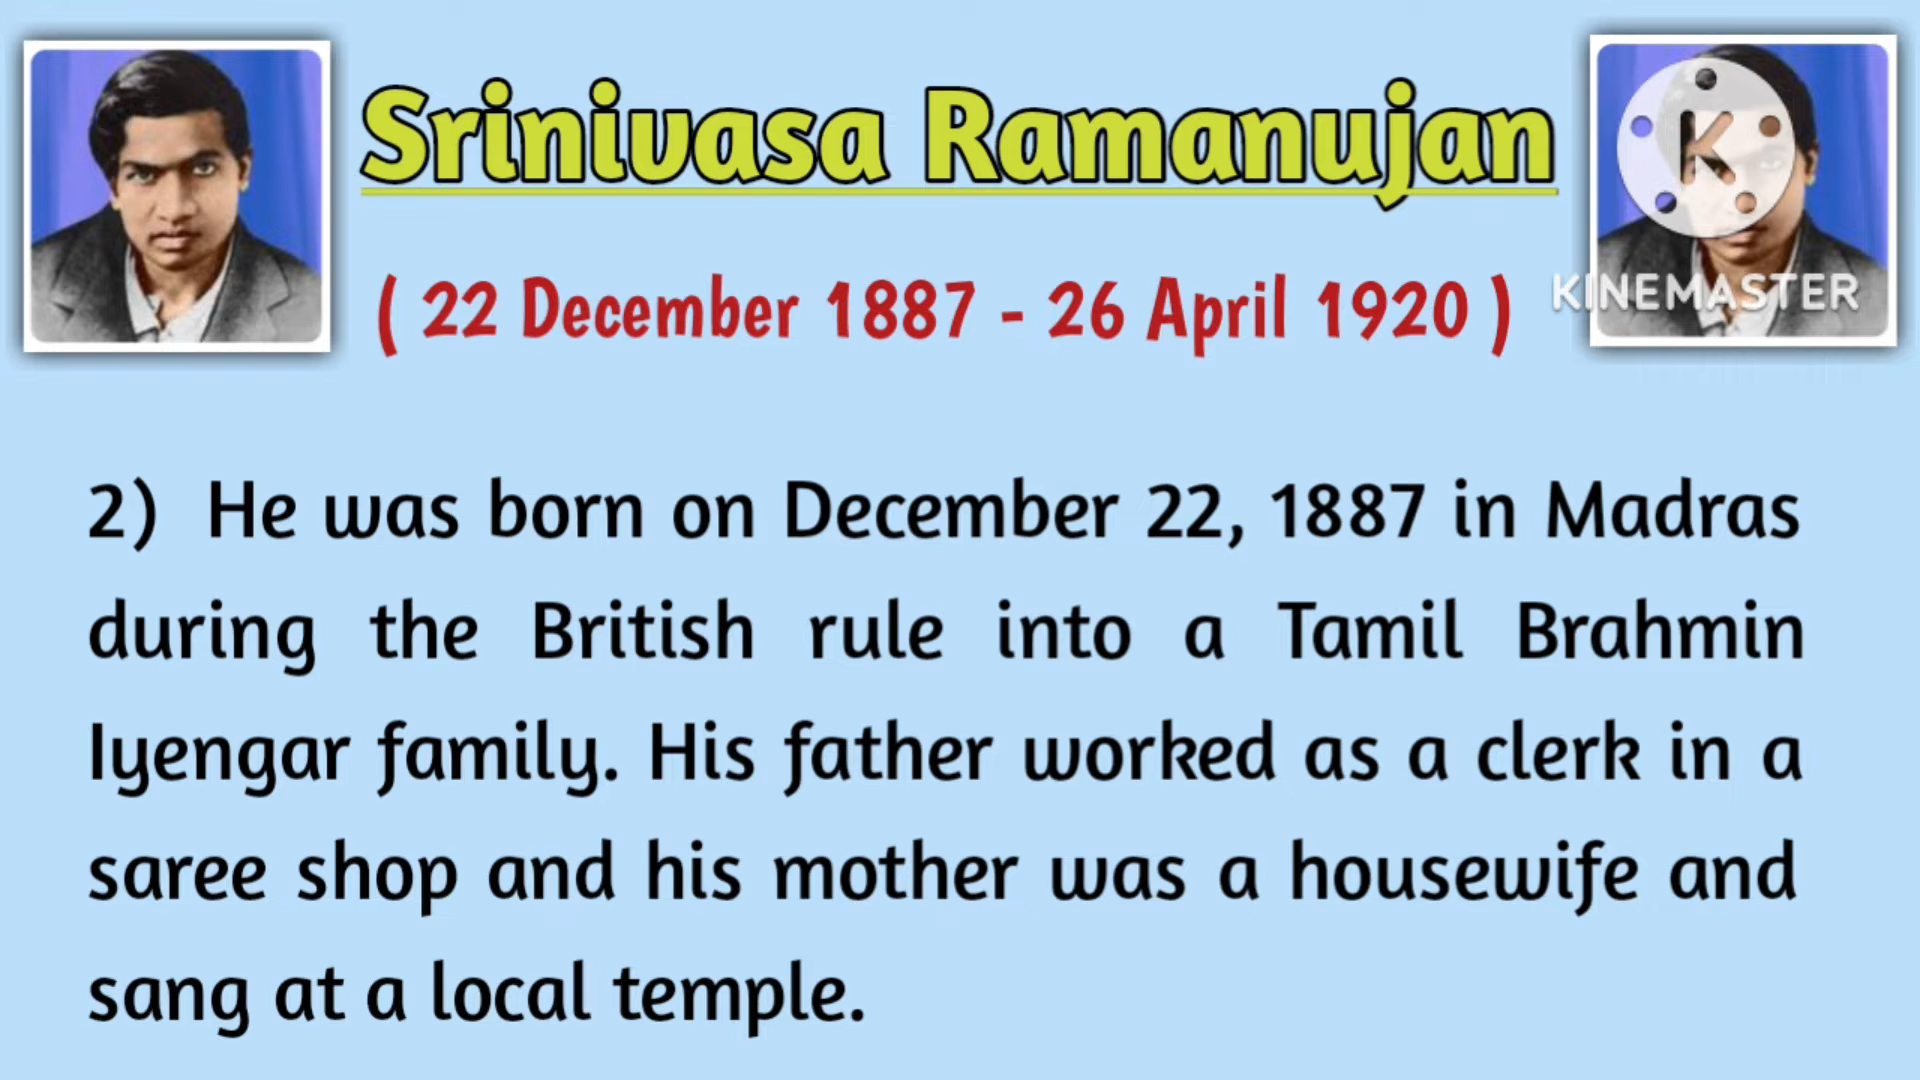 Srinivasa Ramanujan
K
( 22 December 1887 - 26 April 1920 )
KINEMASTER
2) He was born on December 22, 1887 in Madras
during the British rule into a Tamil Brahmin
Iyengar family. His father worked as a clerk in a
saree shop and his mother was a housewife and
sang at a local temple.